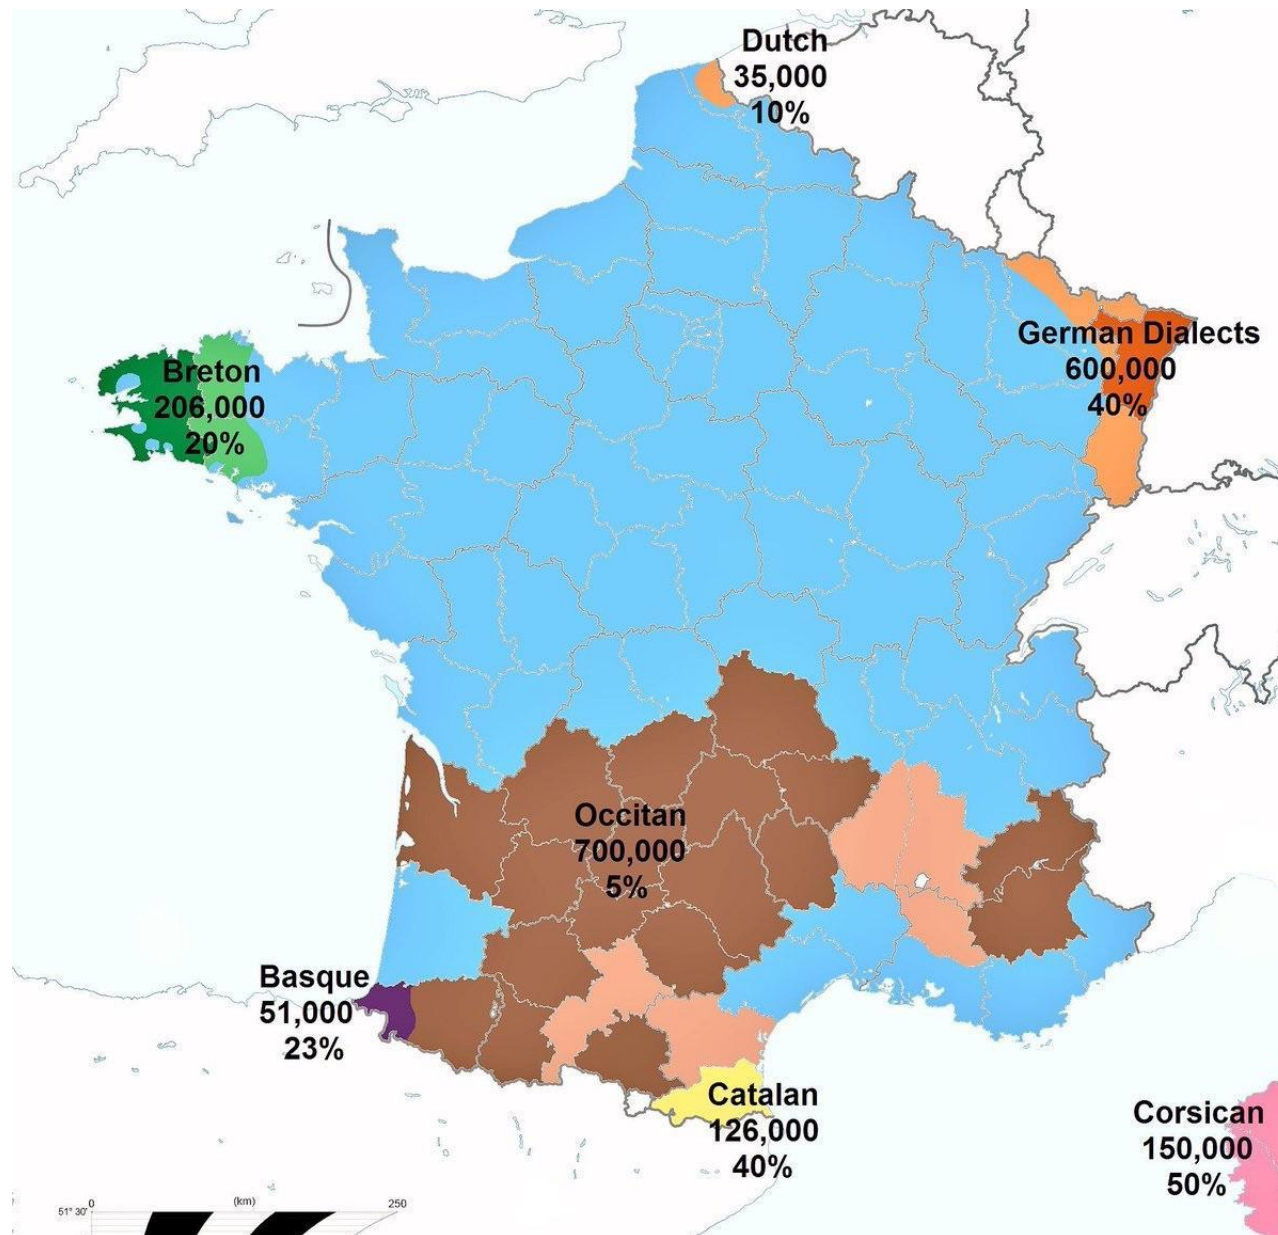 Dutch
35,000
10%
German Dialects
600,000
40%
Breton
206,000
20%
Occitan
700,000
5%
Basque
51,000
23%
Catalan
126,000
40%
Corsican
150,000
50%
0 (km) 250
51° 30'